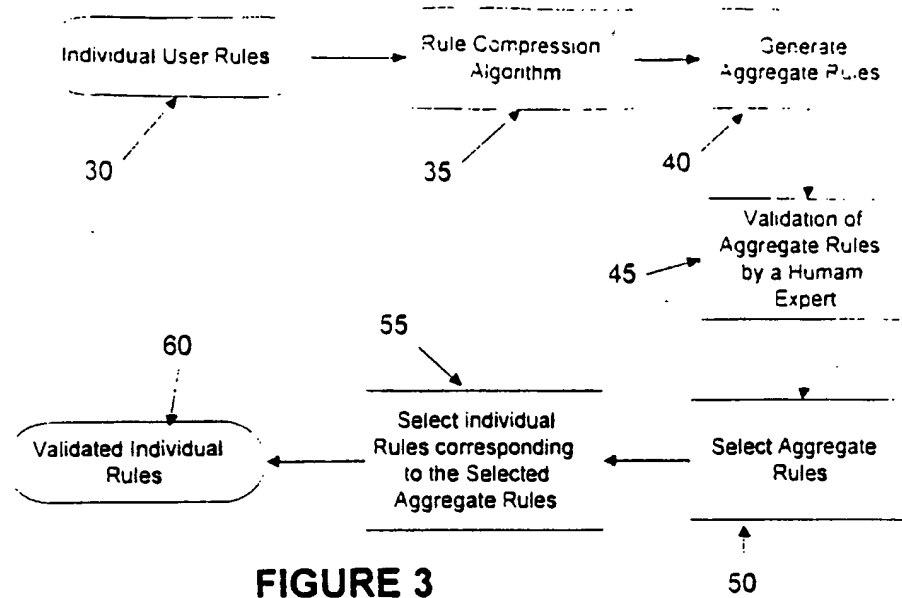 Individual User Rules
Rule Compression
Algorithm
Generate
Aggregate Rules
30
35
40
Validation of
Aggregate Rules
by a Humam
Expert
45
55
60
Validated Individual
Rules
Select individual
Rules corresponding
to the Selected
Aggregate Rules
Select Aggregate
Rules
50
FIGURE 3